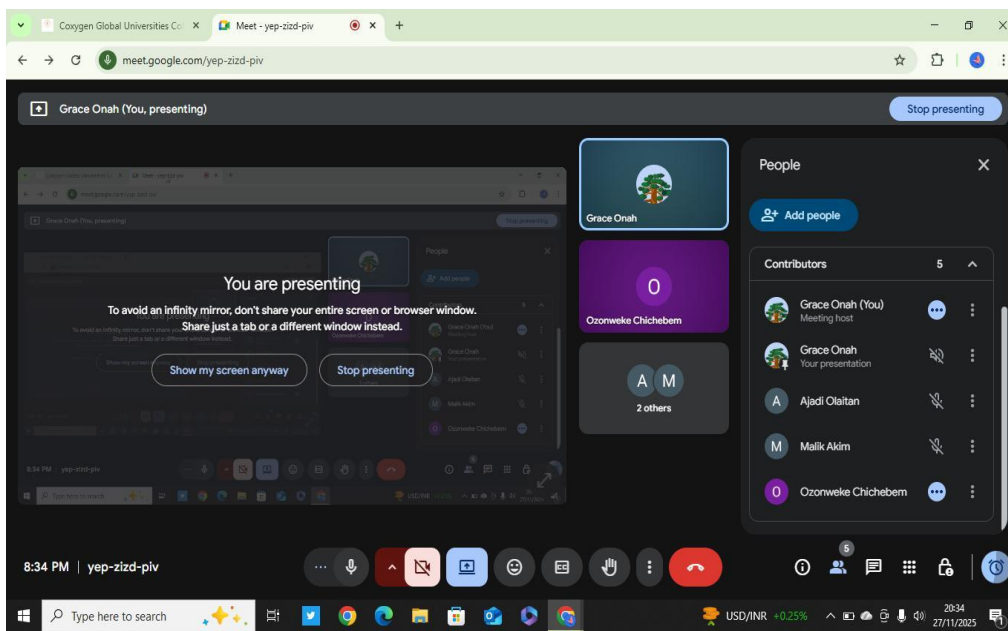 Coxygen Global Universities Co
Meet - yep-zizd-piv
meet.google.com/yep-zizd-piv
Grace Onah (You, presenting)
Stop presenting
You are presenting
To avoid an infinity mirror, don't share your entire screen or browser window.
Share just a tab or a different window instead.
Show my screen anyway
Stop presenting
Grace Onah
O
Ozonweke Chichebem
A M
2 others
People
Add people
Contributors 5
Grace Onah (You)
Meeting host
Grace Onah
Your presentation
A Ajadi Olaitan
M Malik Akim
O Ozonweke Chichebem
8:34 PM | yep-zizd-piv
CC
5
Type here to search
USD/INR +0.25%
20:34
27/11/2025